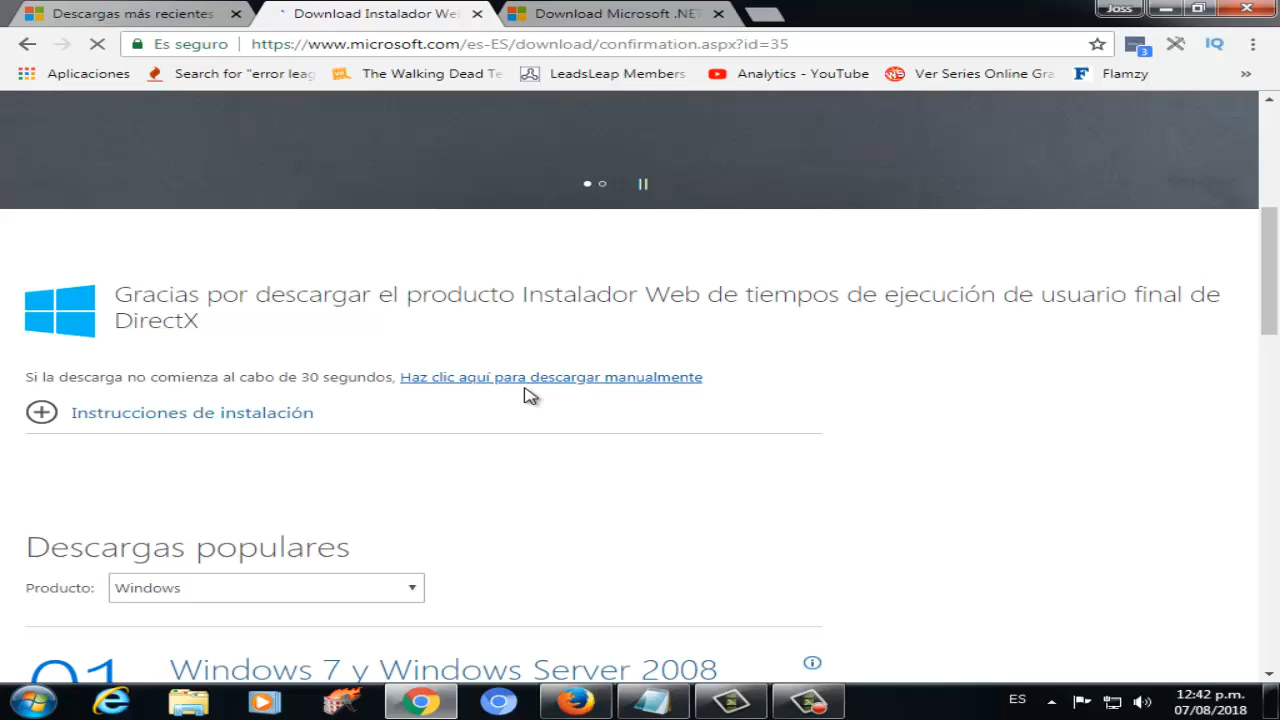 Descargas más recientes
Download Instalador We
Download Microsoft .NET
Joss
Es seguro
https://www.microsoft.com/es-ES/download/confirmation.aspx?id=35
3
IQ
Aplicaciones
Search for "error leag
The Walking Dead Te
LeadsLeap Members
Analytics - YouTube
Ver Series Online Gra
F
Flamzy
»
Gracias por descargar el producto Instalador Web de tiempos de ejecución de usuario final de
DirectX
Si la descarga no comienza al cabo de 30 segundos, Haz clic aquí para descargar manualmente
Instrucciones de instalación
Descargas populares
Producto: Windows
01 Windows 7 y Windows Server 2008
ES
12:42 p.m.
07/08/2018